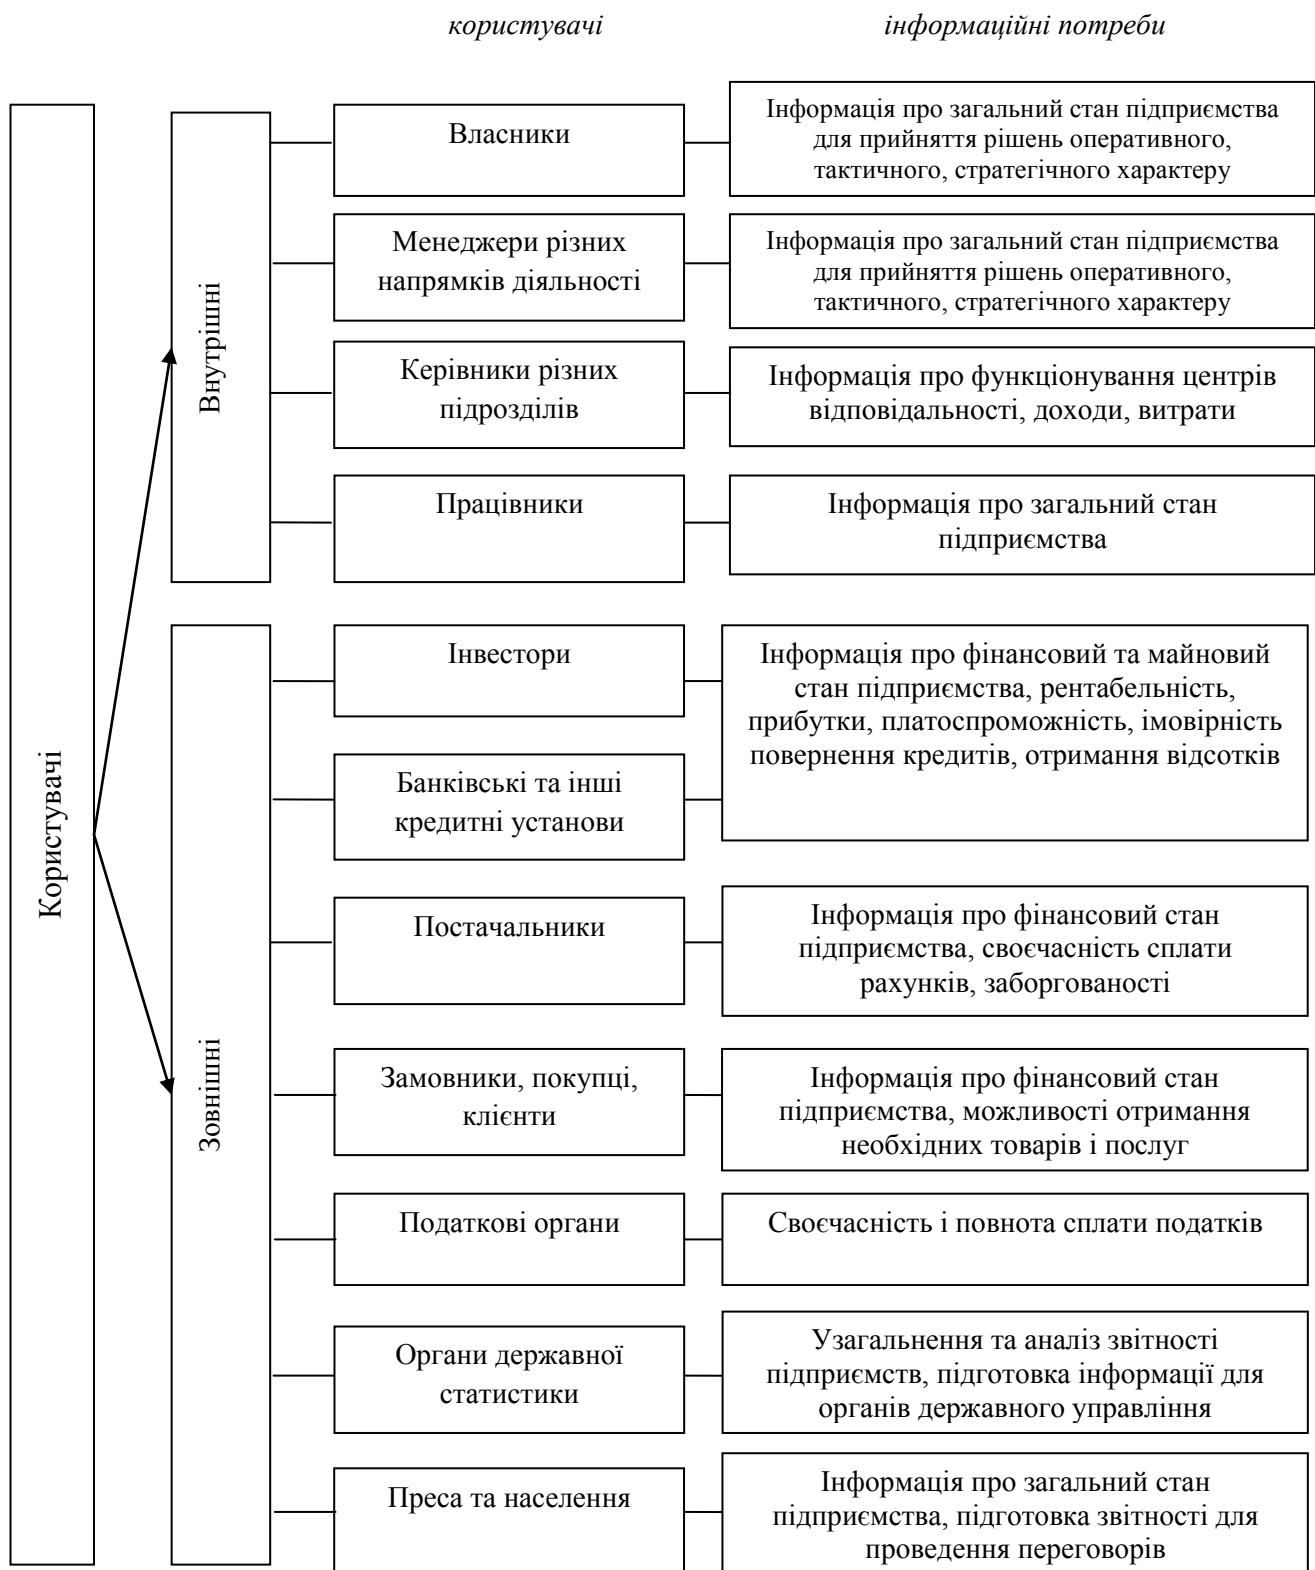 користувачі
інформаційні потреби
Користувачі
Внутрішні
Власники
Інформація про загальний стан підприємства
для прийняття рішень оперативного,
тактичного, стратегічного характеру
Менеджери різних
напрямків діяльності
Інформація про загальний стан підприємства
для прийняття рішень оперативного,
тактичного, стратегічного характеру
Керівники різних
підрозділів
Інформація про функціонування центрів
відповідальності, доходи, витрати
Працівники
Інформація про загальний стан
підприємства
Зовнішні
Інвестори
Інформація про фінансовий та майновий
стан підприємства, рентабельність,
прибутки, платоспроможність, імовірність
повернення кредитів, отримання відсотків
Банківські та інші
кредитні установи
Постачальники
Інформація про фінансовий стан
підприємства, своєчасність сплати
рахунків, заборгованості
Замовники, покупці,
клієнти
Інформація про фінансовий стан
підприємства, можливості отримання
необхідних товарів і послуг
Податкові органи
Своєчасність і повнота сплати податків
Органи державної
статистики
Узагальнення та аналіз звітності
підприємств, підготовка інформації для
органів державного управління
Преса та населення
Інформація про загальний стан
підприємства, підготовка звітності для
проведення переговорів